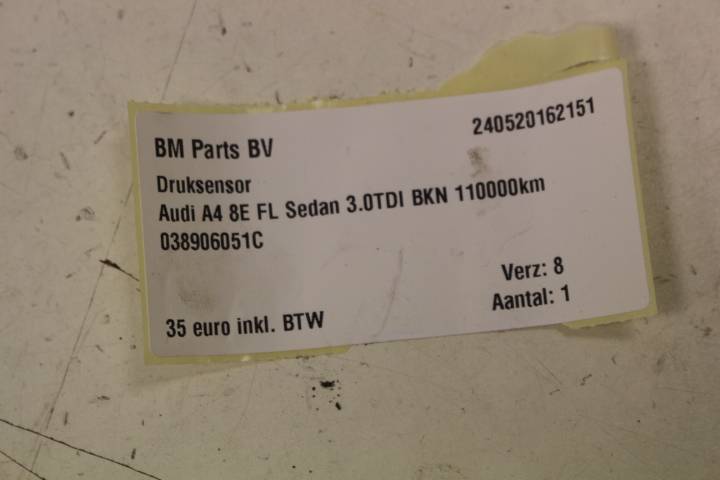 BM Parts BV
240520162151
Druksensor
Audi A4 8E FL Sedan 3.0TDI BKN 110000km
038906051C
Verz: 8
Aantal: 1
35 euro inkl. BTW